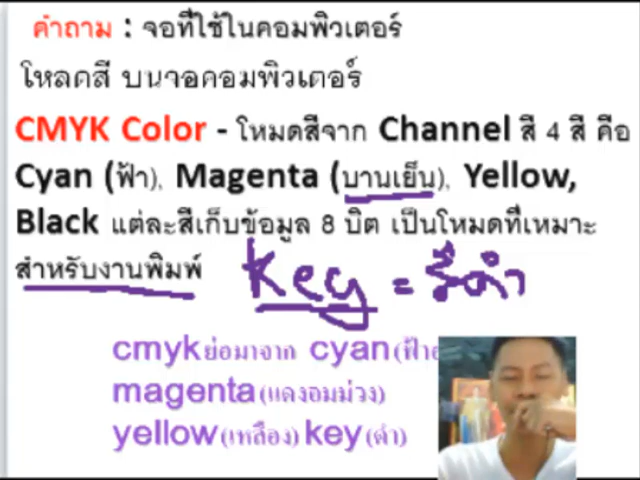 คำถาม : จอที่ใช้ในคอมพิวเตอร์
โหลดสี บนจอคอมพิวเตอร์
CMYK Color - โหมดสีจาก Channel สี 4 สี คือ
Cyan (ฟ้า), Magenta (บานเย็น), Yellow,
Black แต่ละสีเก็บข้อมูล 8 บิต เป็นโหมดที่เหมาะ
สำหรับงานพิมพ์
key = สีดำ
cmyk ย่อมาจาก cyan(ฟ้า
magenta(แดงอมม่วง)
yellow(เหลือง) key(ดำ)